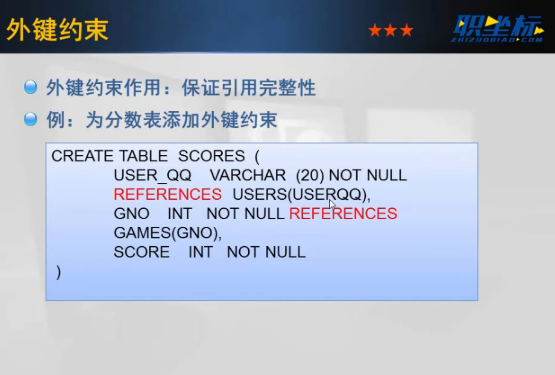 外键约束
职坐标
ZHIZUOBIAO.COM
外键约束作用：保证引用完整性
例：为分数表添加外键约束
CREATE TABLE SCORES (
USER_QQ VARCHAR (20) NOT NULL
REFERENCES USERS(USERQQ),
GNO INT NOT NULL REFERENCES
GAMES(GNO),
SCORE INT NOT NULL
)